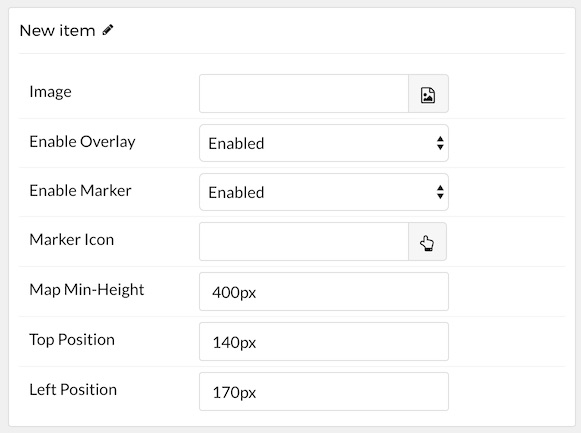 New item
Image
Enable Overlay
Enabled
Enable Marker
Enabled
Marker Icon
Map Min-Height
400px
Top Position
140px
Left Position
170px